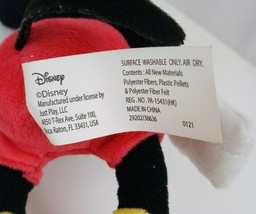 Disney
©Disney
Manufactured under license by
Just Play, LLC
4850 T-Rex Ave, Suite 100,
Boca Raton, FL 33431, USA
SURFACE WASHABLE ONLY. AIR DRY.
Contents: All New Materials
Polyester Fibers, Plastic Pellets
& Polyester Fiber Felt
REG. NO. PA-15431(HK)
MADE IN CHINA
29202/38636
0121